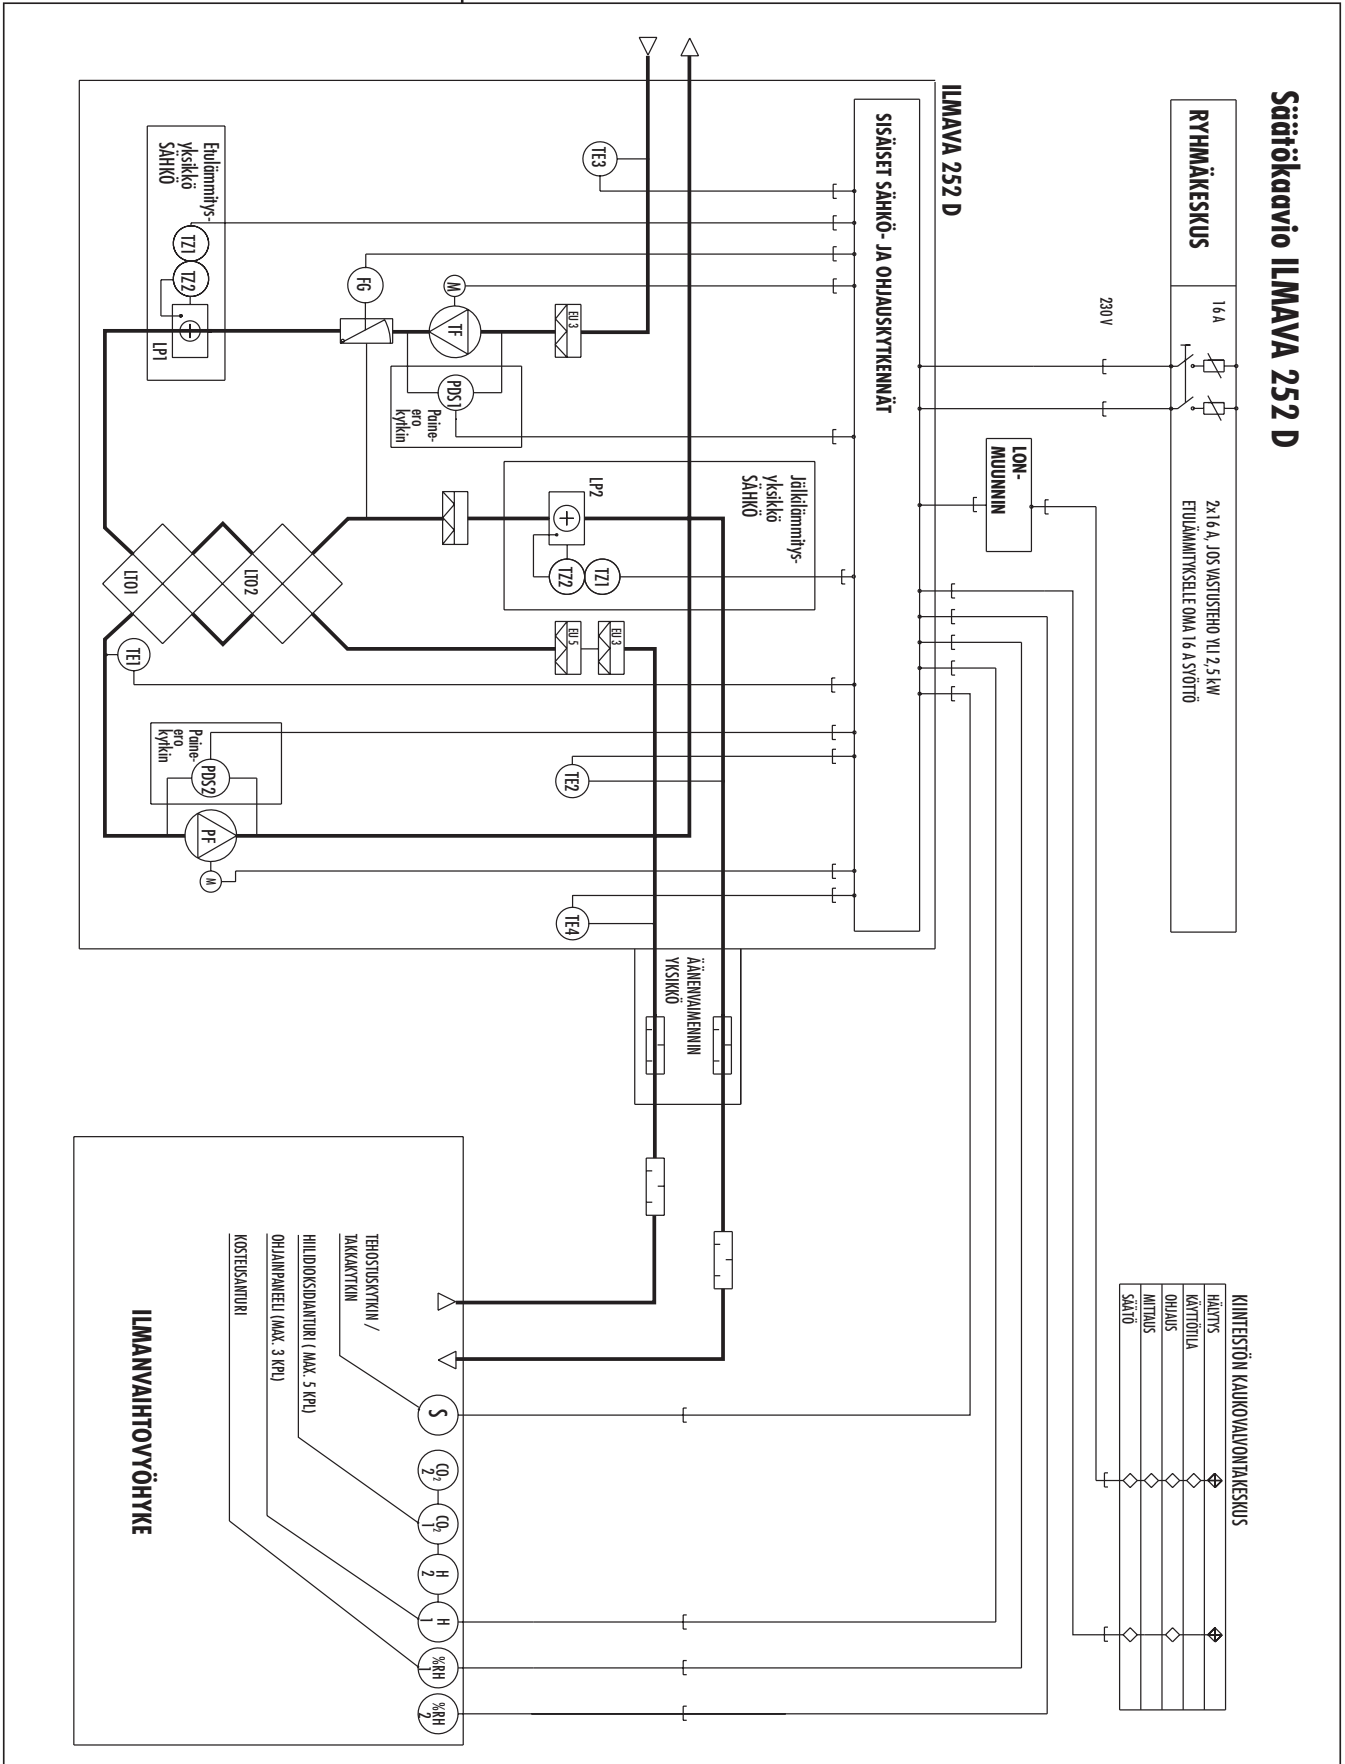 Säätökaavio ILMAVA 252 D
RYHMÄKESKUS
16 A
2x16 A, JOS VASTUSTEHO YLI 2,5 kW
ETULÄMMITYKSELLE OMA 16 A SYÖTTÖ
230 V
KIINTEISTÖN KAUKOVALVONTAKESKUS
HÄLYTYS
KÄYTTÖTILA
OHJAUS
MITTAUS
SÄÄTÖ
LON-
MUUNNIN
ILMAVA 252 D
SISÄISET SÄHKÖ- JA OHJAUSKYTKENNÄT
Jälkilämmitys-
yksikkö
SÄHKÖ
LP2
TZ1
TZ2
TE3
EU 3
EU 3
EU 5
TE2
TE4
ÄÄNENVAIMENNIN
YKSIKKÖ
M
TF
PDS1
Paine-
ero
kytkin
FG
Etulämmitys-
yksikkö
SÄHKÖ
TZ1
TZ2
LP1
LTO1
LTO2
TE1
Paine-
ero
kytkin
PDS2
PF
M
TEHOSTUSKYTKIN /
TAKKAKYTKIN
HIILIDIOKSIDIANTURI ( MAX. 5 KPL)
OHJAINPANEELI (MAX. 3 KPL)
KOSTEUSANTURI
S
CO₂
2
CO₂
1
H
2
H
1
%RH
1
%RH
2
ILMANVAIHTOVYÖHYKE